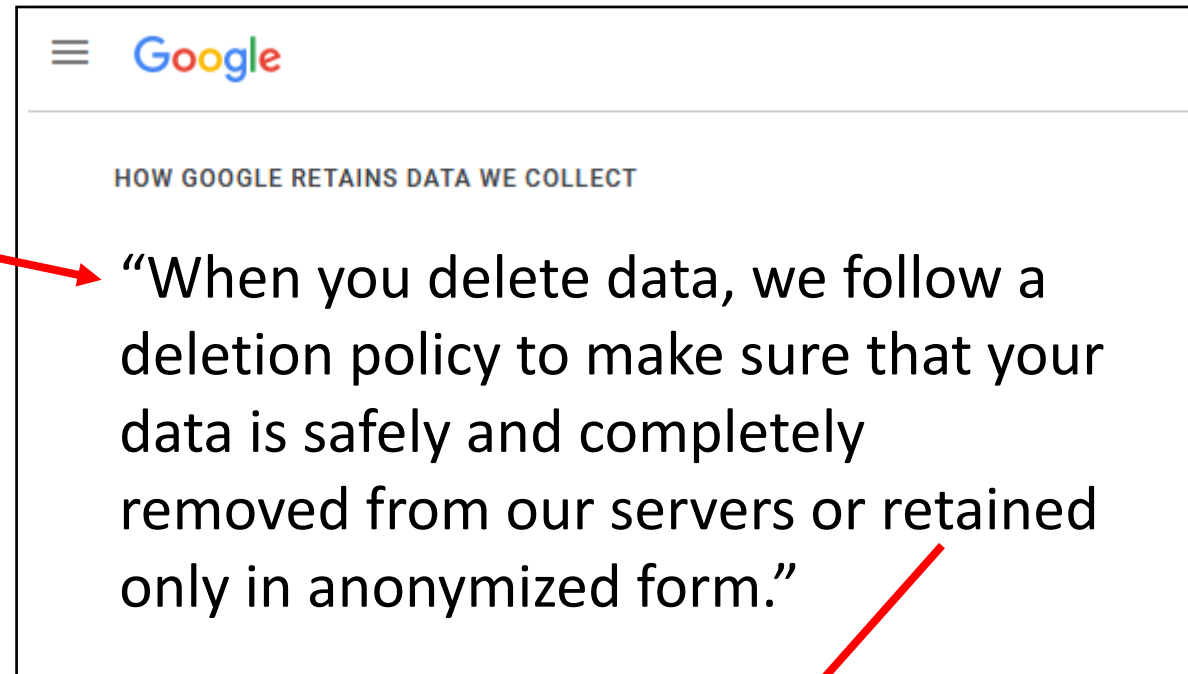 Google
HOW GOOGLE RETAINS DATA WE COLLECT
“When you delete data, we follow a
deletion policy to make sure that your
data is safely and completely
removed from our servers or retained
only in anonymized form.”